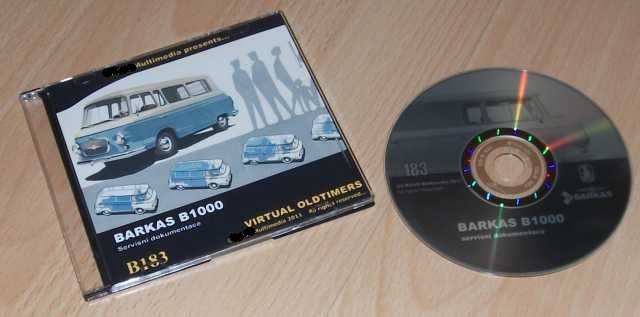 Multimedia presents...
BARKAS B1000
Servisní dokumentace
VIRTUAL OLDTIMERS
Multimedia 2011 All rights reserved...
B183
183
BARKAS
BARKAS B1000
servisní dokumentace